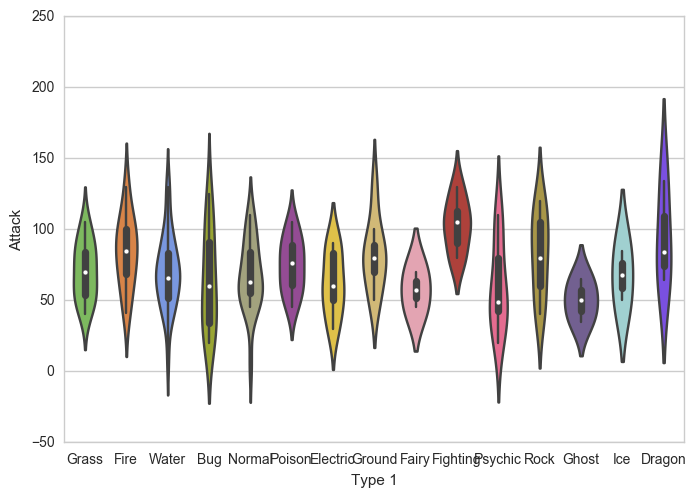 250
200
150
100
50
0
−50
Attack
Grass Fire Water Bug Normal Poison Electric Ground Fairy Fighting Psychic Rock Ghost Ice Dragon
Type 1